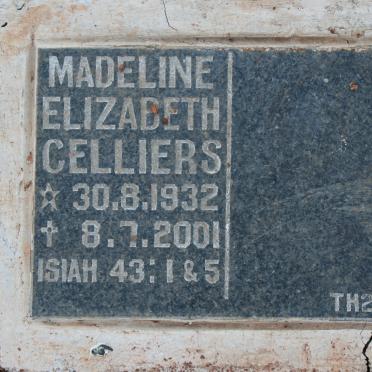 MADELINE
ELIZABETH
CELLIERS
☆ 30.8.1932
✝ 8.7.2001
ISIAH 43:1 & 5
TH2